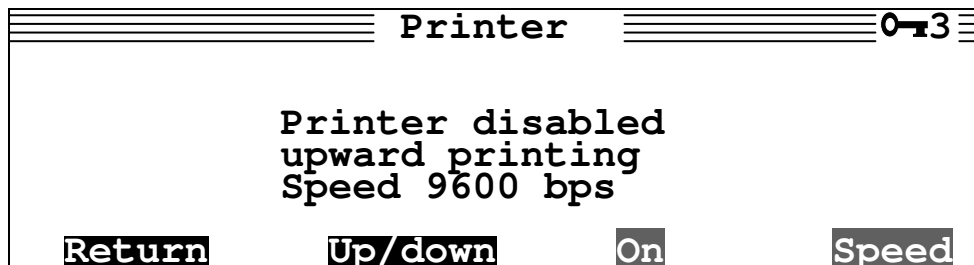 Printer 3
Printer disabled
upward printing
Speed 9600 bps
Return Up/down On Speed